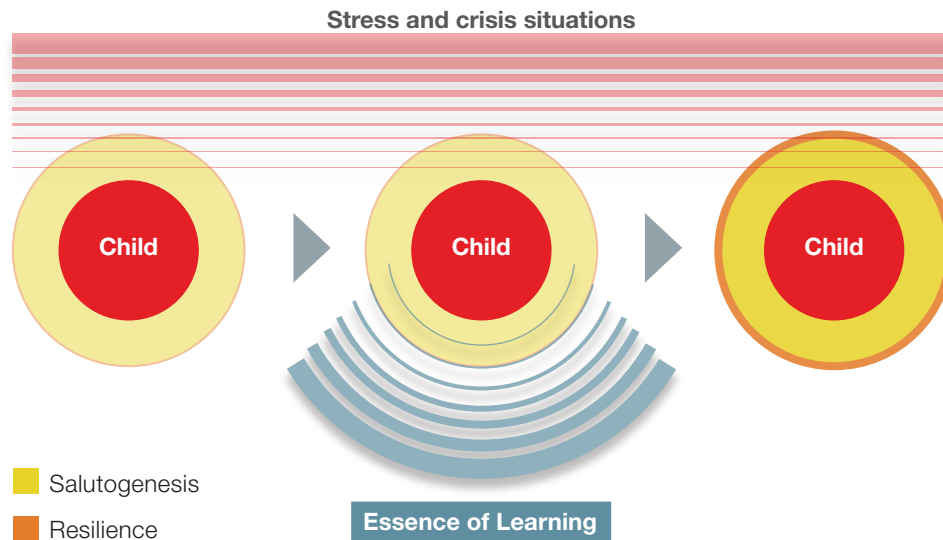 Stress and crisis situations
Child
Child
Child
Salutogenesis
Resilience
Essence of Learning